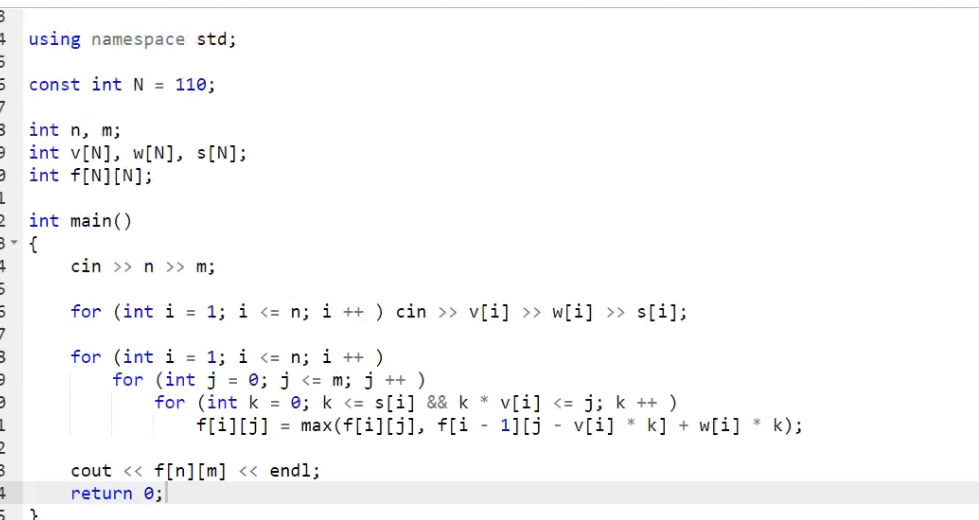 3
4 using namespace std;
5
6 const int N = 110;
7
8 int n, m;
9 int v[N], w[N], s[N];
0 int f[N][N];
1
2 int main()
3 {
4     cin >> n >> m;
5
6     for (int i = 1; i <= n; i ++ ) cin >> v[i] >> w[i] >> s[i];
7
8     for (int i = 1; i <= n; i ++ )
9         for (int j = 0; j <= m; j ++ )
0             for (int k = 0; k <= s[i] && k * v[i] <= j; k ++ )
1                 f[i][j] = max(f[i][j], f[i - 1][j - v[i] * k] + w[i] * k);
2
3     cout << f[n][m] << endl;
4     return 0;
5 }